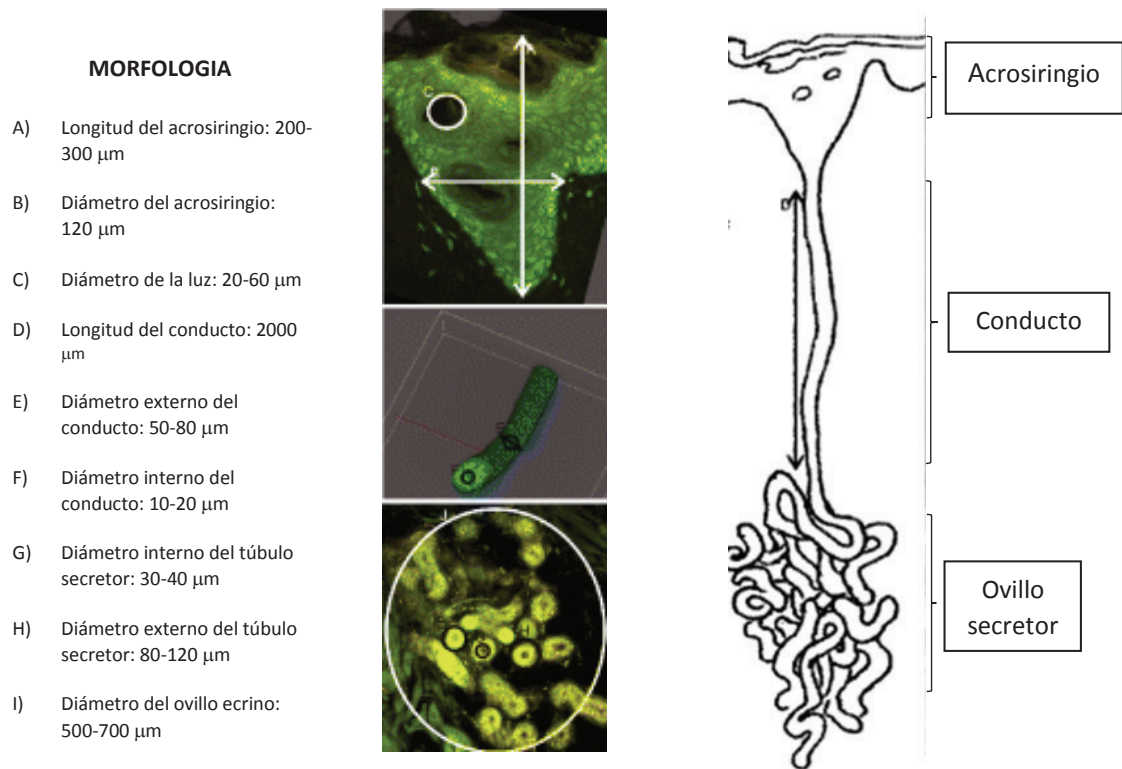 MORFOLOGIA
A) Longitud del acrosiringio: 200-
300 μm
B) Diámetro del acrosiringio:
120 μm
C) Diámetro de la luz: 20-60 μm
D) Longitud del conducto: 2000
μm
E) Diámetro externo del
conducto: 50-80 μm
F) Diámetro interno del
conducto: 10-20 μm
G) Diámetro interno del túbulo
secretor: 30-40 μm
H) Diámetro externo del túbulo
secretor: 80-120 μm
I) Diámetro del ovillo ecrino:
500-700 μm
C
B
I
D
Acrosiringio
Conducto
Ovillo
secretor